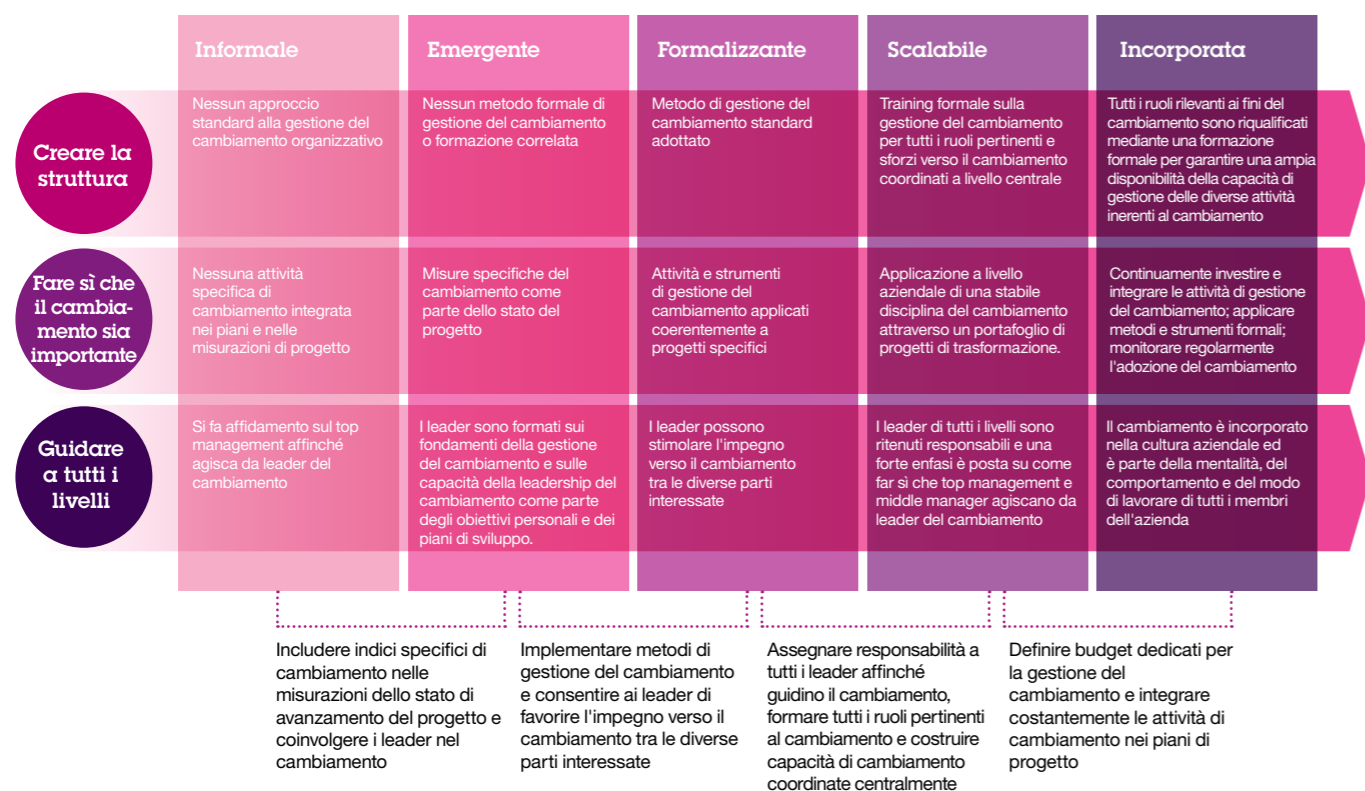 Informale
Emergente
Formalizzante
Scalabile
Incorporata
Creare la
struttura
Nessun approccio
standard alla gestione del
cambiamento organizzativo
Nessun metodo formale di
gestione del cambiamento
o formazione correlata
Metodo di gestione del
cambiamento standard
adottato
Training formale sulla
gestione del cambiamento
per tutti i ruoli pertinenti e
sforzi verso il cambiamento
coordinati a livello centrale
Tutti i ruoli rilevanti ai fini del
cambiamento sono riqualificati
mediante una formazione
formale per garantire una ampia
disponibilità della capacità di
gestione delle diverse attività
inerenti al cambiamento
Fare sì che
il cambia-
mento sia
importante
Nessuna attività
specifica di
cambiamento integrata
nei piani e nelle
misurazioni di progetto
Misure specifiche del
cambiamento come
parte dello stato del
progetto
Attività e strumenti
di gestione del
cambiamento applicati
coerentemente a
progetti specifici
Applicazione a livello
aziendale di una stabile
disciplina del cambiamento
attraverso un portafoglio di
progetti di trasformazione.
Continuamente investire e
integrare le attività di gestione
del cambiamento; applicare
metodi e strumenti formali;
monitorare regolarmente
l'adozione del cambiamento
Guidare
a tutti i
livelli
Si fa affidamento sul top
management affinché
agisca da leader del
cambiamento
I leader sono formati sui
fondamenti della gestione
del cambiamento e sulle
capacità della leadership del
cambiamento come parte
degli obiettivi personali e dei
piani di sviluppo.
I leader possono
stimolare l'impegno
verso il cambiamento
tra le diverse parti
interessate
I leader di tutti i livelli sono
ritenuti responsabili e una
forte enfasi è posta su come
far sì che top management e
middle manager agiscano da
leader del cambiamento
Il cambiamento è incorporato
nella cultura aziendale ed
è parte della mentalità, del
comportamento e del modo
di lavorare di tutti i membri
dell'azienda
Includere indici specifici di
cambiamento nelle
misurazioni dello stato di
avanzamento del progetto e
coinvolgere i leader nel
cambiamento
Implementare metodi di
gestione del cambiamento
e consentire ai leader di
favorire l'impegno verso il
cambiamento tra le diverse
parti interessate
Assegnare responsabilità a
tutti i leader affinché
guidino il cambiamento,
formare tutti i ruoli pertinenti
al cambiamento e costruire
capacità di cambiamento
coordinate centralmente
Definire budget dedicati per
la gestione del
cambiamento e integrare
costantemente le attività di
cambiamento nei piani di
progetto